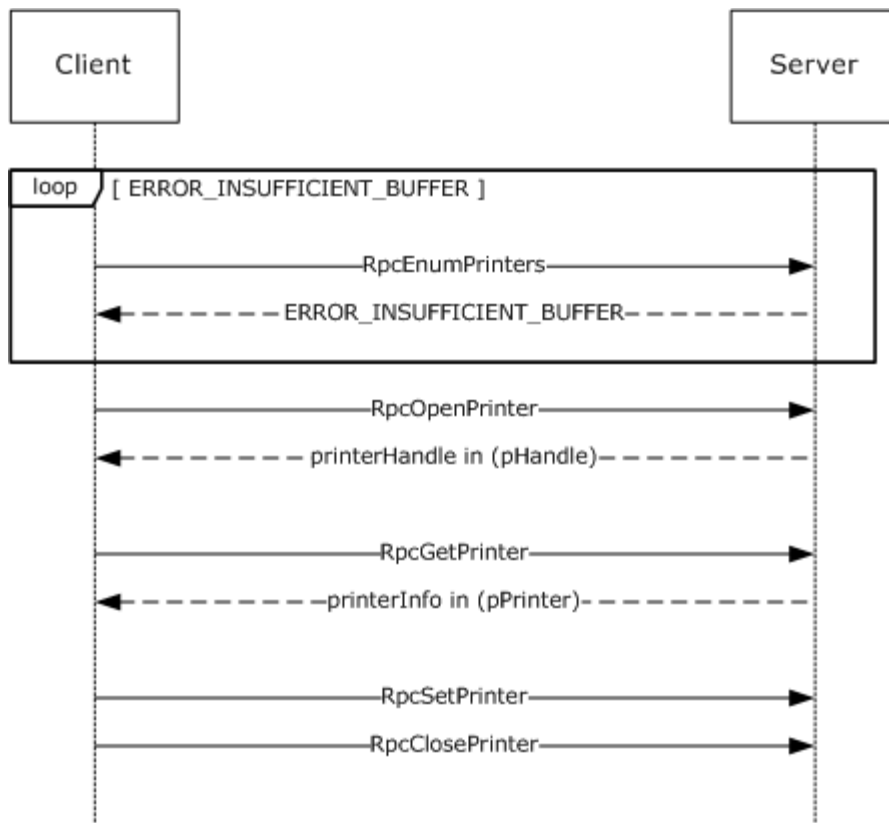 Client
Server
loop
[ ERROR_INSUFFICIENT_BUFFER ]
RpcEnumPrinters
ERROR_INSUFFICIENT_BUFFER
RpcOpenPrinter
printerHandle in (pHandle)
RpcGetPrinter
printerInfo in (pPrinter)
RpcSetPrinter
RpcClosePrinter